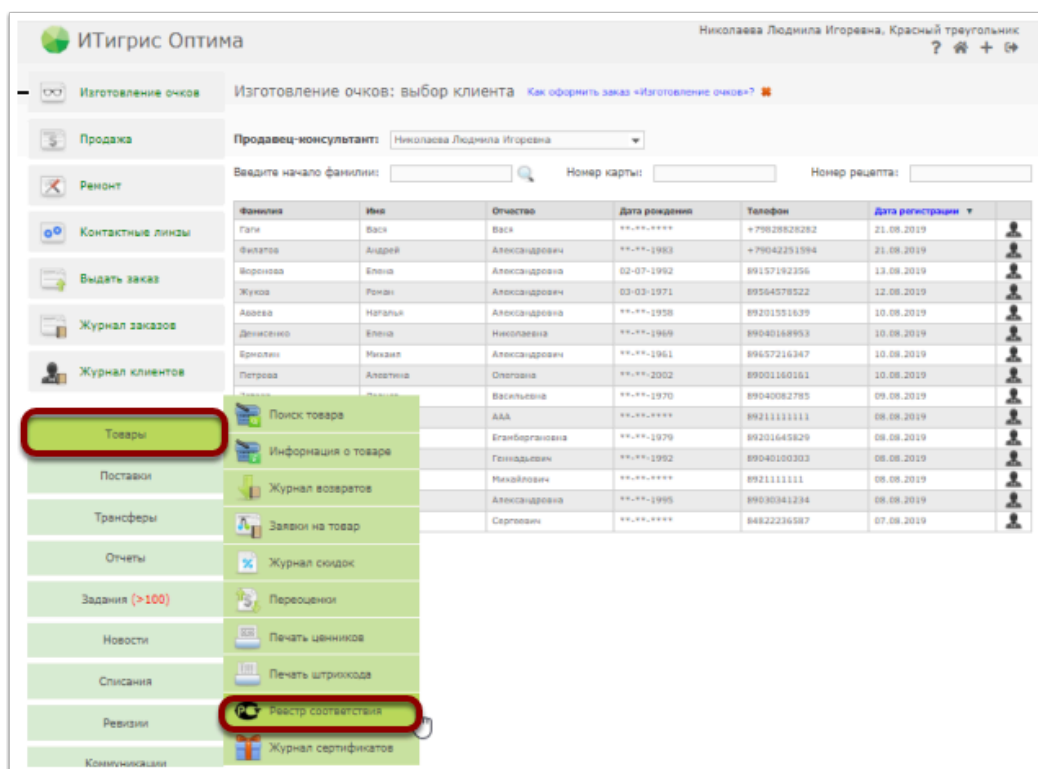 ИТигрис Оптима
Николаева Людмила Игоревна, Красный треугольник
Изготовление очков
Продажа
Ремонт
Контактные линзы
Выдать заказ
Журнал заказов
Журнал клиентов
Товары
Поставки
Трансферы
Отчеты
Задания (>100)
Новости
Списания
Ревизии
Коммуникации
Изготовление очков: выбор клиента Как оформить заказ «Изготовление очков»?
Продавец-консультант: Николаева Людмила Игоревна
Введите начало фамилии: Номер карты: Номер рецепта:
Фамилия Имя Отчество Дата рождения Телефон Дата регистрации
Гаги Вася Вася **-**-**** +79828828282 21.08.2019
Филатов Андрей Александрович **-**-1983 +79042251594 21.08.2019
Воронова Елена Александровна 02-07-1992 89157192356 13.08.2019
Жуков Роман Александрович 03-03-1971 89564578522 12.08.2019
Авоева Наталья Александровна **-**-1958 89201551639 10.08.2019
Денисенко Елена Николаевна **-**-1969 89040168953 10.08.2019
Ермолин Михаил Александрович **-**-1961 89657216347 10.08.2019
Петрова Алевтина Олеговна **-**-2002 89001160161 10.08.2019
Васильевна **-**-1970 89040082785 09.08.2019
ААА **-**-**** 89211111111 08.08.2019
Егамбергановна **-**-1979 89201645829 08.08.2019
Геннадьевич **-**-1992 89040100303 08.08.2019
Михайлович **-**-**** 8921111111 08.08.2019
Александровна **-**-1995 89030341234 08.08.2019
Сергеевич **-**-**** 84822236587 07.08.2019
Поиск товара
Информация о товаре
Журнал возвратов
Заявки на товар
Журнал скидок
Переоценки
Печать ценников
Печать штрихкода
Реестр соответствия
Журнал сертификатов